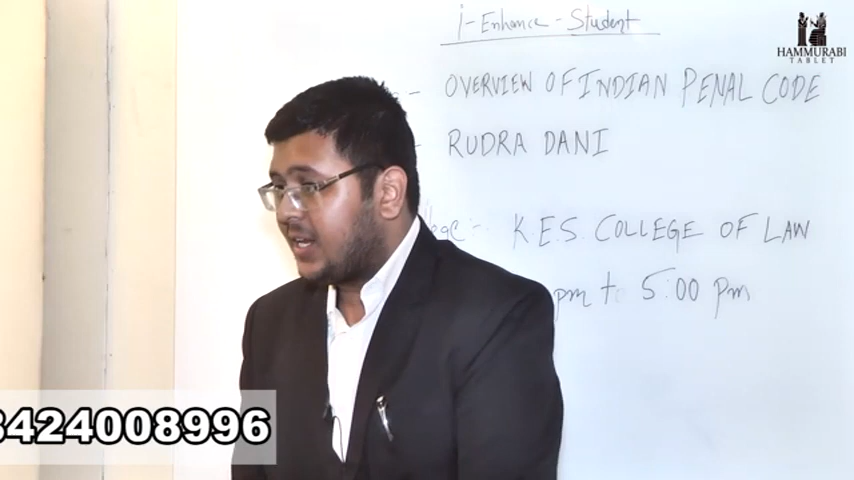 i-Enhance-Student
HAMMURABI
TABLET
- OVERVIEW OF INDIAN PENAL CODE
- RUDRA DANI
K.E.S. COLLEGE OF LAW
pm to 5:00 pm
8424008996